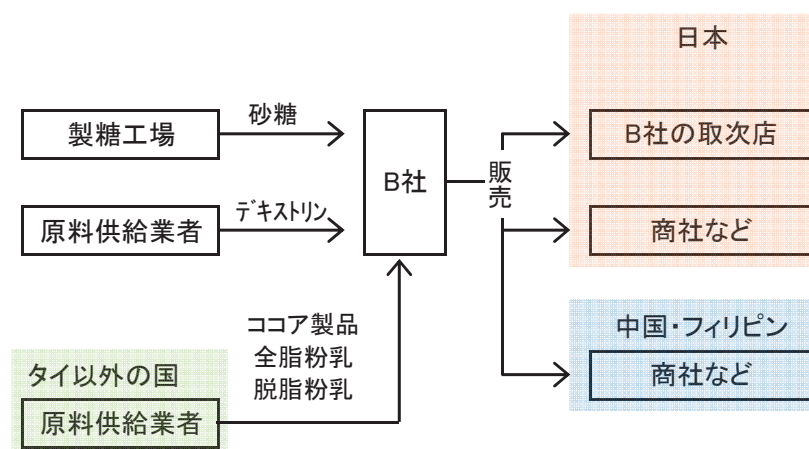 日本
製糖工場
砂糖
B社
販売
B社の取次店
原料供給業者
デキストリン
商社など
ココア製品
全脂粉乳
脱脂粉乳
中国・フィリピン
商社など
タイ以外の国
原料供給業者